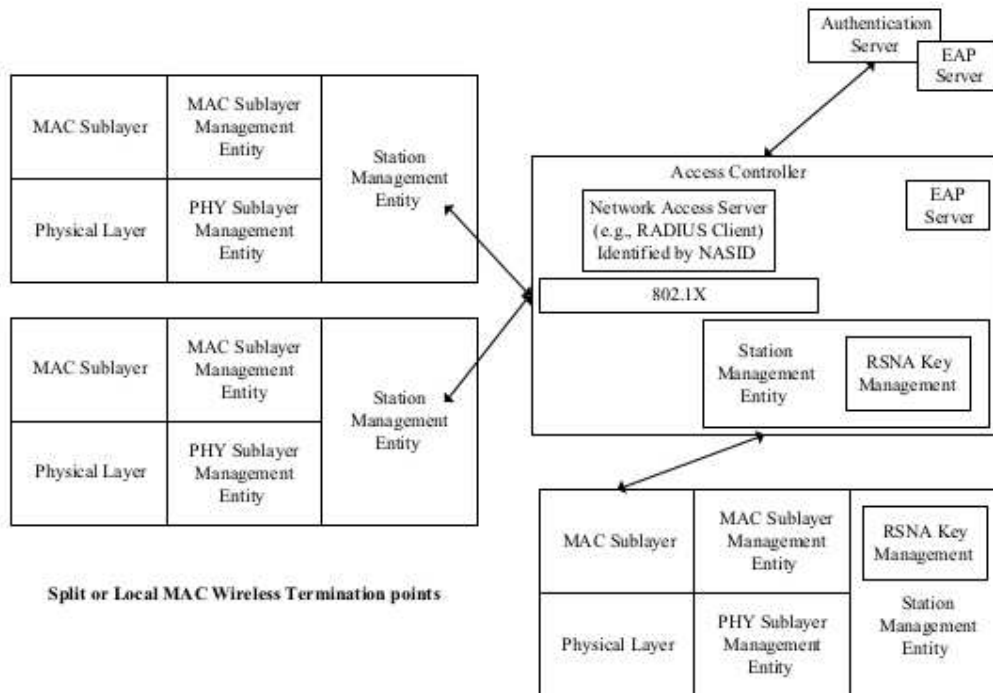 Authentication
Server
EAP
Server
MAC Sublayer
MAC Sublayer
Management
Entity
Station
Management
Entity
Physical Layer
PHY Sublayer
Management
Entity
Access Controller
Network Access Server
(e.g., RADIUS Client)
Identified by NASID
EAP
Server
802.1X
Station
Management
Entity
RSNA Key
Management
MAC Sublayer
MAC Sublayer
Management
Entity
Station
Management
Entity
Physical Layer
PHY Sublayer
Management
Entity
MAC Sublayer
MAC Sublayer
Management
Entity
RSNA Key
Management
Station
Management
Entity
Physical Layer
PHY Sublayer
Management
Entity
Split or Local MAC Wireless Termination points